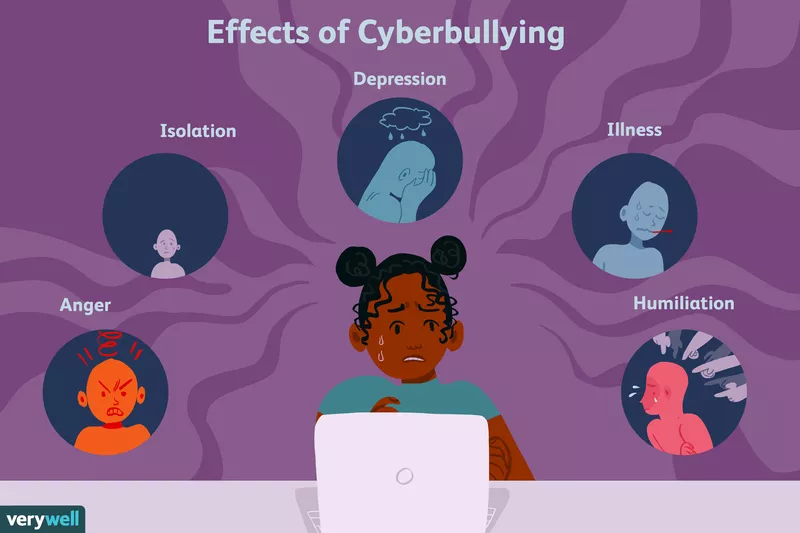 Effects of Cyberbullying
Depression
Isolation
Illness
Anger
Humiliation
verywell